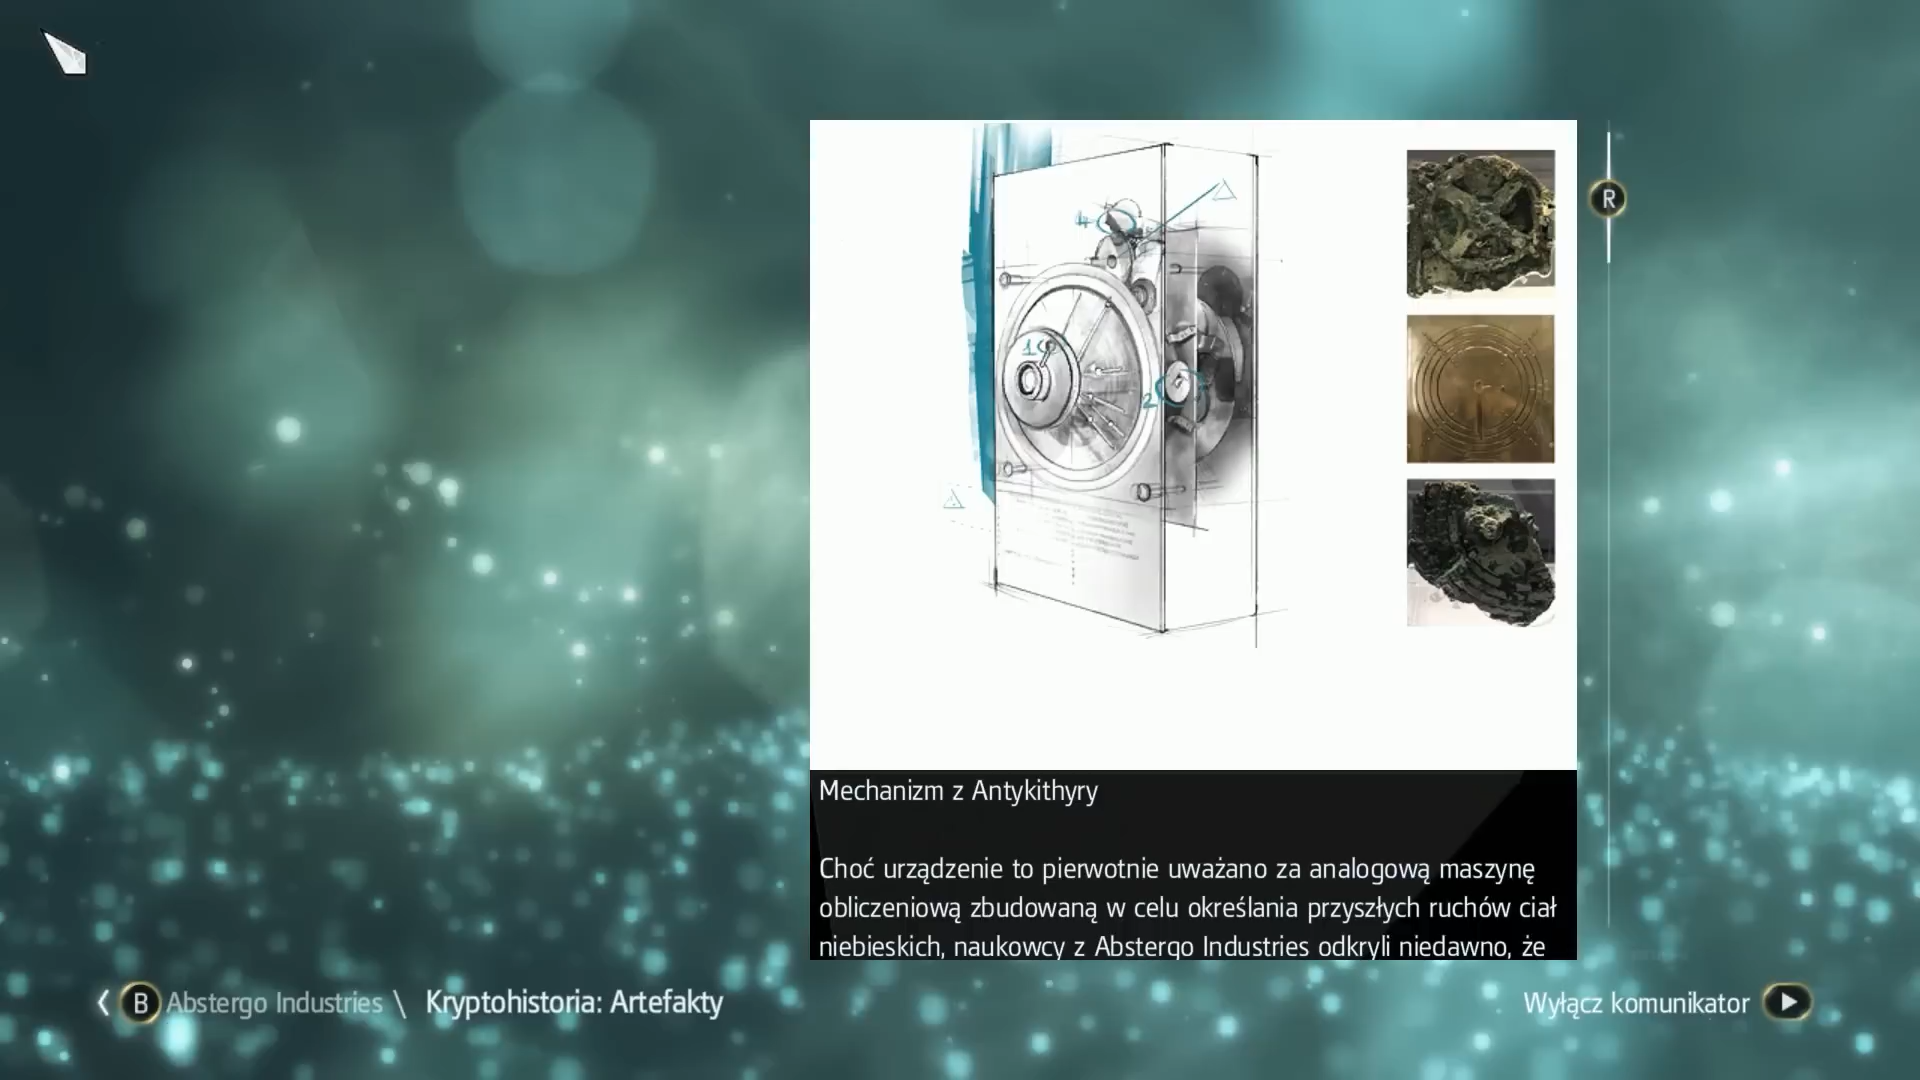 R
Mechanizm z Antykithyry
Choć urządzenie to pierwotnie uważano za analogową maszynę
obliczeniową zbudowaną w celu określania przyszłych ruchów ciał
niebieskich, naukowcy z Abstergo Industries odkryli niedawno, że
B Abstergo Industries \ Kryptohistoria: Artefakty
Wyłącz komunikator